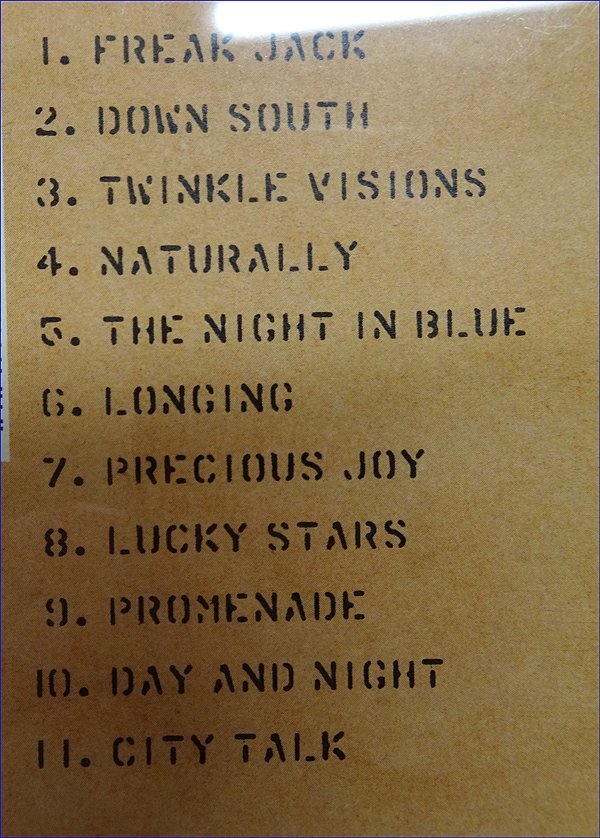 1. FREAK JACK
2. DOWN SOUTH
3. TWINKLE VISIONS
4. NATURALLY
5. THE NIGHT IN BLUE
6. LONGING
7. PRECIOUS JOY
8. LUCKY STARS
9. PROMENADE
10. DAY AND NIGHT
11. CITY TALK